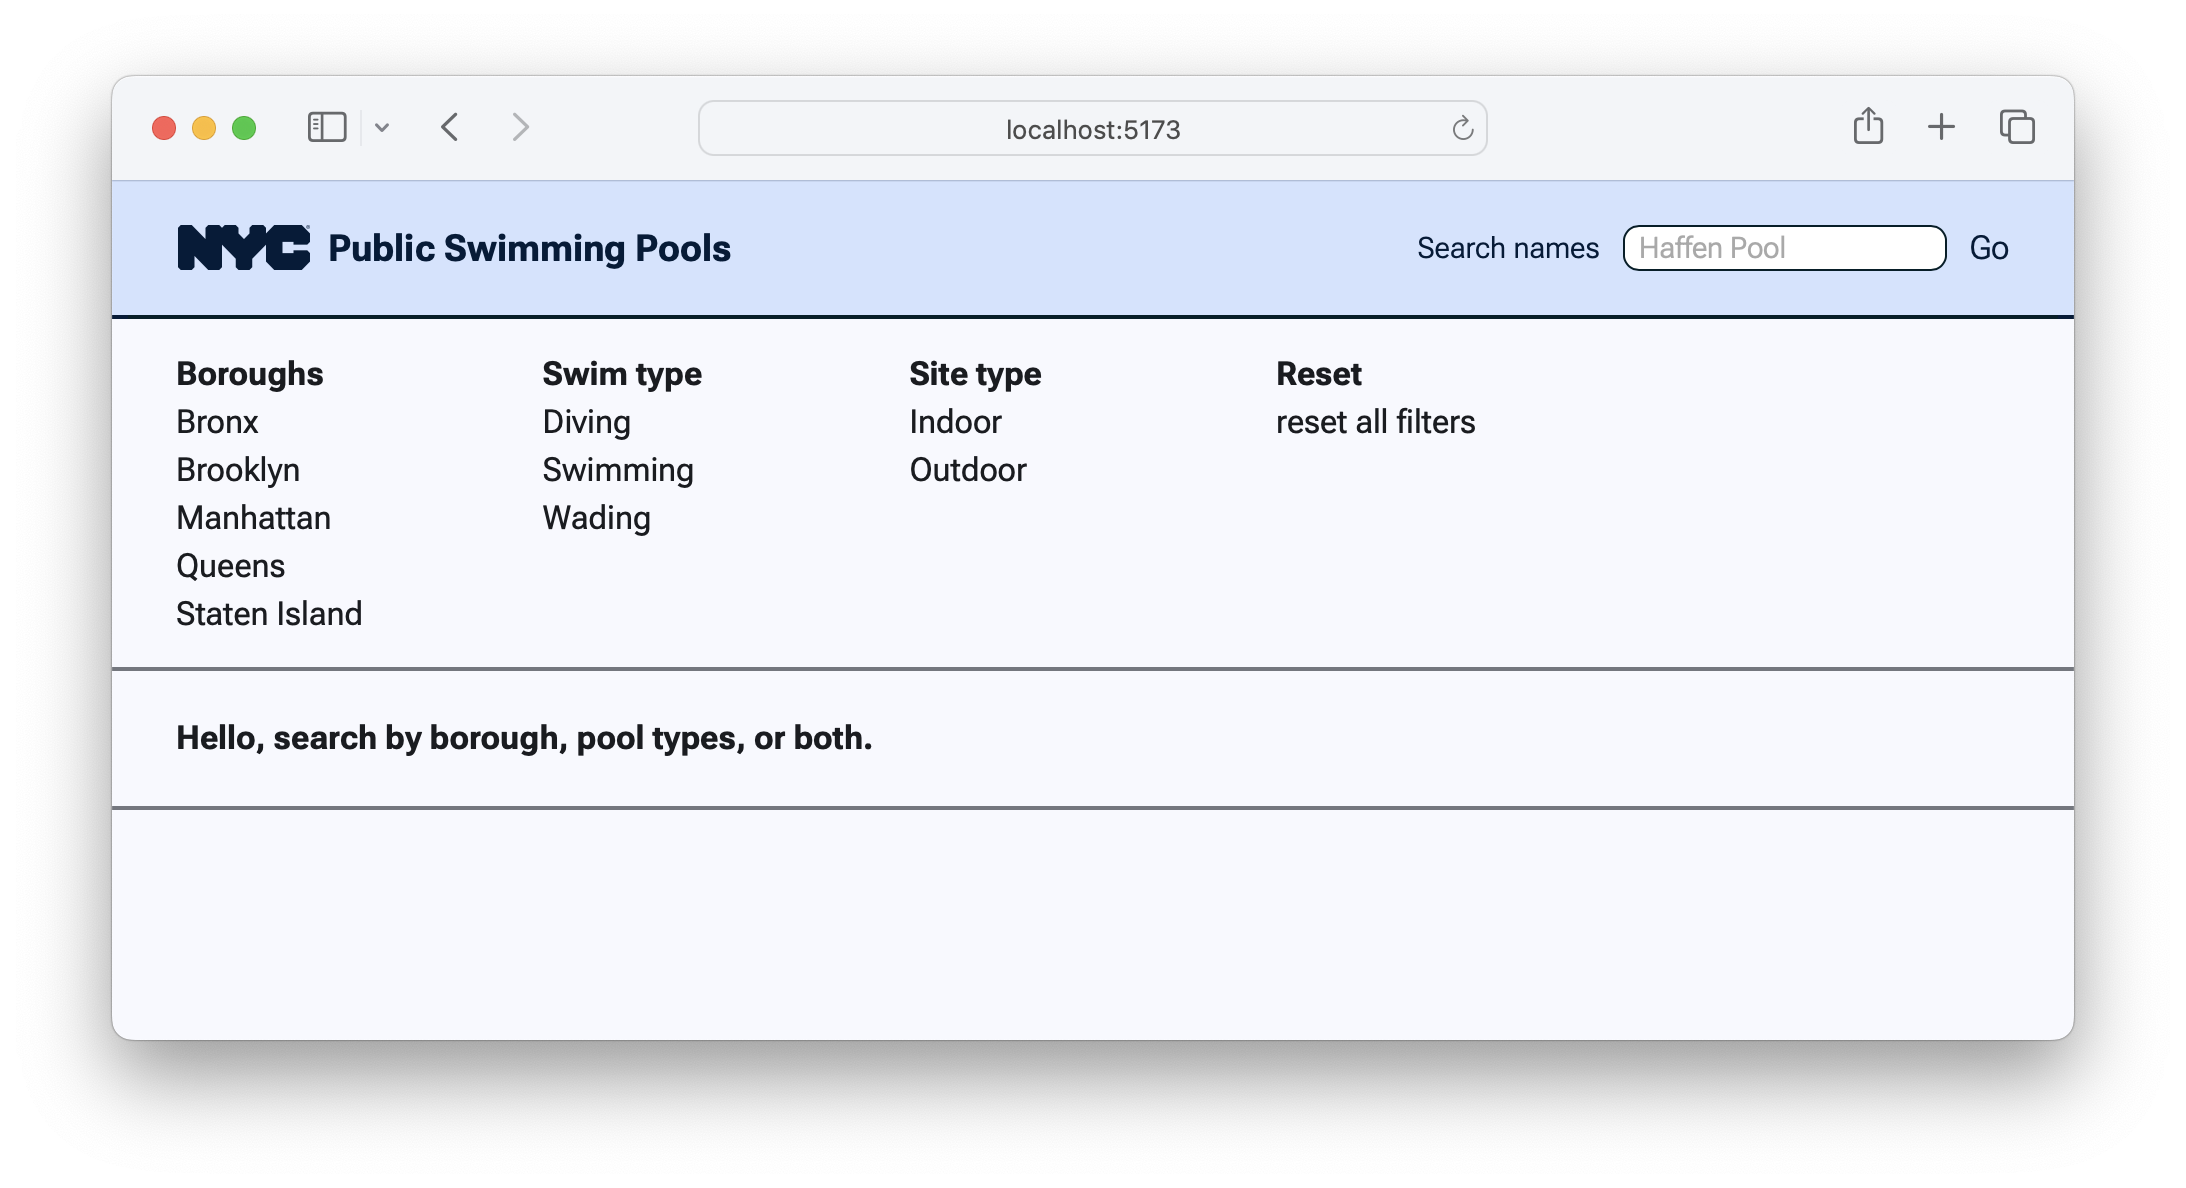 localhost:5173
NYC Public Swimming Pools
Search names Haffen Pool Go
Boroughs
Bronx
Brooklyn
Manhattan
Queens
Staten Island
Swim type
Diving
Swimming
Wading
Site type
Indoor
Outdoor
Reset
reset all filters
Hello, search by borough, pool types, or both.